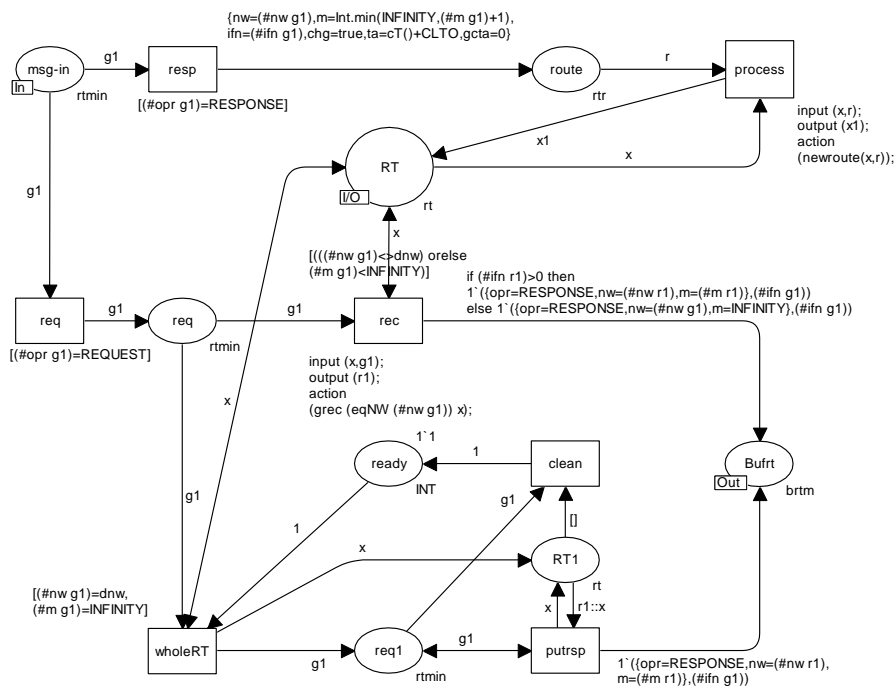 {nw=(#nw g1),m=Int.min(INFINITY,(#m g1)+1),
ifn=(#ifn g1),chg=true,ta=cT()+CLTO,gcta=0}
msg-in
In
rtmin
g1
resp
[(#opr g1)=RESPONSE]
route
rtr
r
process
input (x,r);
output (x1);
action
(newroute(x,r));
x1
x
RT
I/O
rt
g1
x
[(((#nw g1)<>dnw) orelse
(#m g1)<INFINITY)]
if (#ifn r1)>0 then
1`({opr=RESPONSE,nw=(#nw r1),m=(#m r1)},(#ifn g1))
else 1`({opr=RESPONSE,nw=(#nw g1),m=INFINITY},(#ifn g1))
req
[(#opr g1)=REQUEST]
g1
req
rtmin
g1
rec
input (x,g1);
output (r1);
action
(grec (eqNW (#nw g1)) x);
x
g1
1`1
ready
INT
1
clean
g1
[]
1
x
RT1
rt
x
r1::x
Bufrt
Out
brtm
[(#nw g1)=dnw,
(#m g1)=INFINITY]
wholeRT
g1
req1
rtmin
g1
putrsp
1`({opr=RESPONSE,nw=(#nw r1),
m=(#m r1)},(#ifn g1))